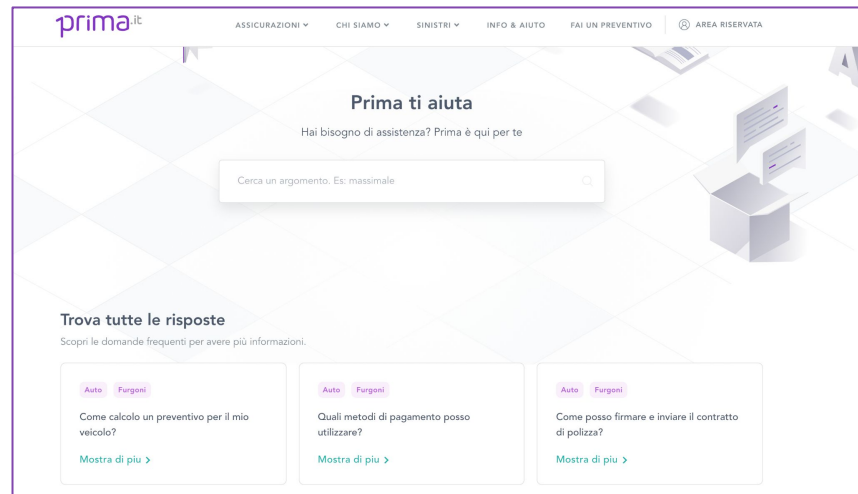 prima.it
ASSICURAZIONI CHI SIAMO SINISTRI INFO & AIUTO FAI UN PREVENTIVO AREA RISERVATA
Prima ti aiuta
Hai bisogno di assistenza? Prima è qui per te
Cerca un argomento. Es: massimale
Trova tutte le risposte
Scopri le domande frequenti per avere più informazioni.
Auto Furgoni
Come calcolo un preventivo per il mio
veicolo?
Mostra di piu
Auto Furgoni
Quali metodi di pagamento posso
utilizzare?
Mostra di piu
Auto Furgoni
Come posso firmare e inviare il contratto
di polizza?
Mostra di piu